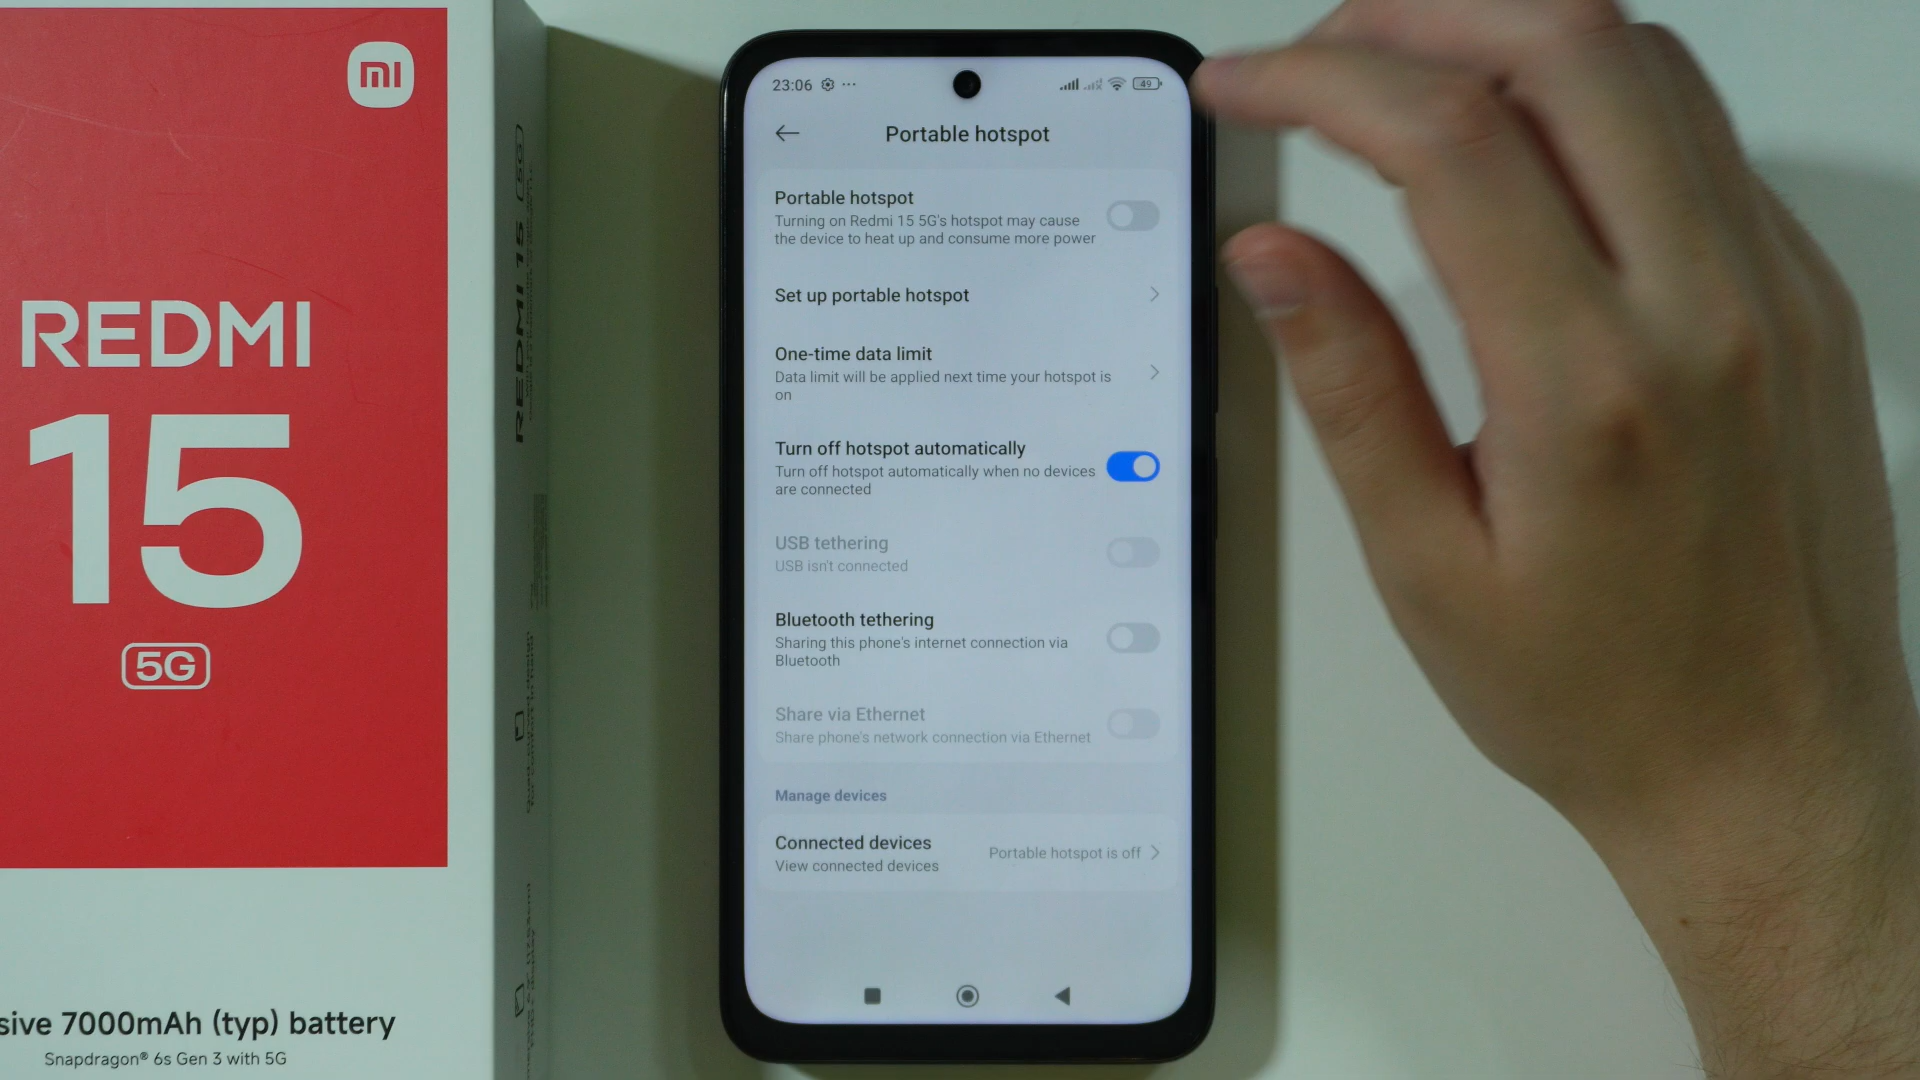 mi
REDMI
15
5G
sive 7000mAh (typ) battery
Snapdragon® 6s Gen 3 with 5G
REDMI 15 5G
23:06
49
Portable hotspot
Portable hotspot
Turning on Redmi 15 5G's hotspot may cause
the device to heat up and consume more power
Set up portable hotspot
One-time data limit
Data limit will be applied next time your hotspot is
on
Turn off hotspot automatically
Turn off hotspot automatically when no devices
are connected
USB tethering
USB isn't connected
Bluetooth tethering
Sharing this phone's internet connection via
Bluetooth
Share via Ethernet
Share phone's network connection via Ethernet
Manage devices
Connected devices
View connected devices
Portable hotspot is off